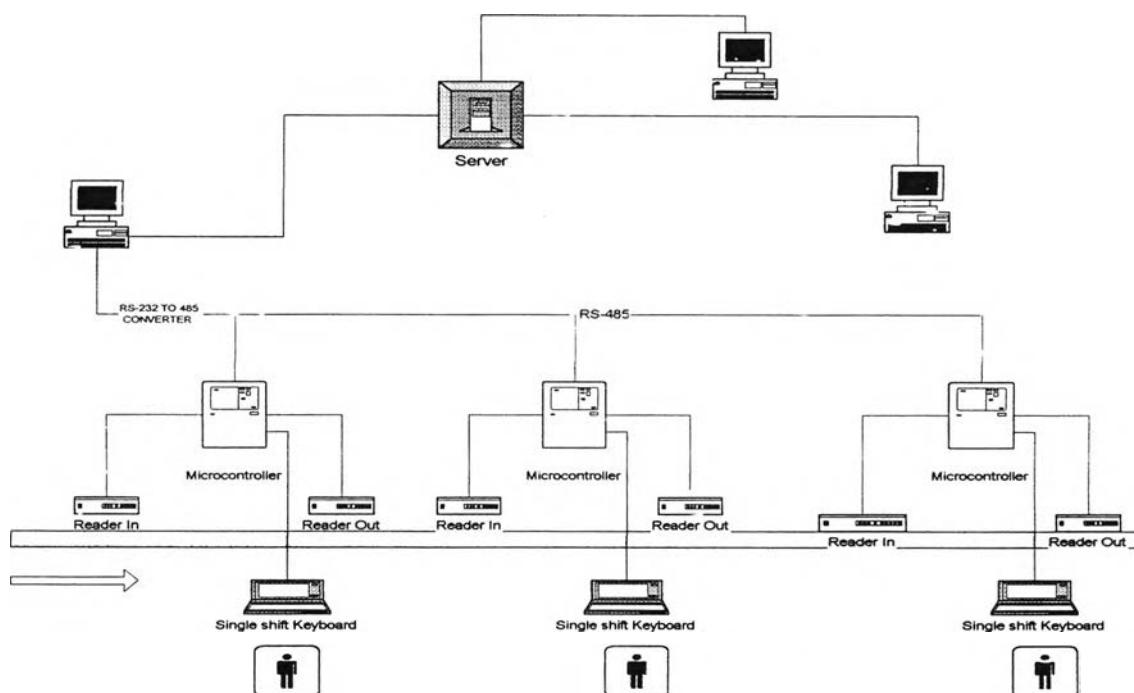 Server
RS-232 TO 485
CONVERTER
RS-485
Microcontroller
Microcontroller
Microcontroller
Reader In
Reader Out
Reader In
Reader Out
Reader In
Reader Out
Single shift Keyboard
Single shift Keyboard
Single shift Keyboard